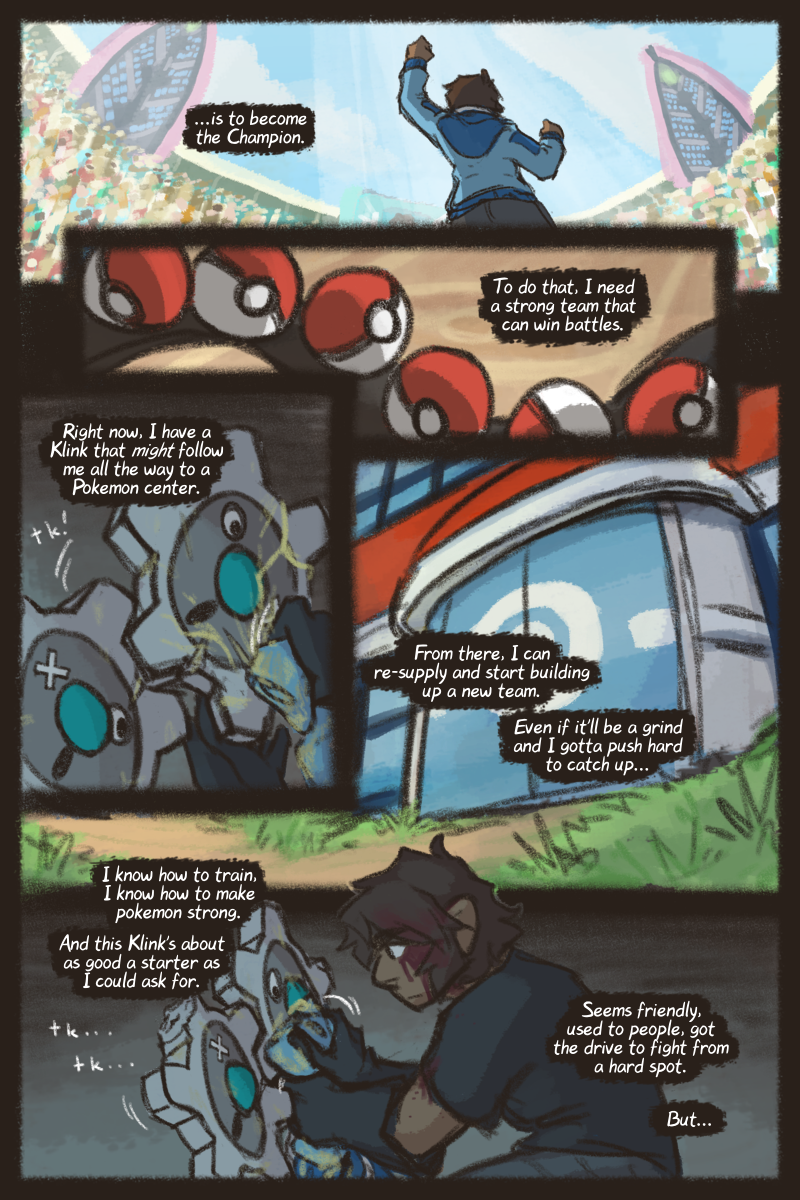 ...is to become
the Champion.
To do that, I need
a strong team that
can win battles.
Right now, I have a
Klink that might follow
me all the way to a
Pokemon center.
tk!
From there, I can
re-supply and start building
up a new team.
Even if it'll be a grind
and I gotta push hard
to catch up...
I know how to train,
I know how to make
pokemon strong.
And this Klink's about
as good a starter as
I could ask for.
tk...
tk...
Seems friendly,
used to people, got
the drive to fight from
a hard spot.
But...